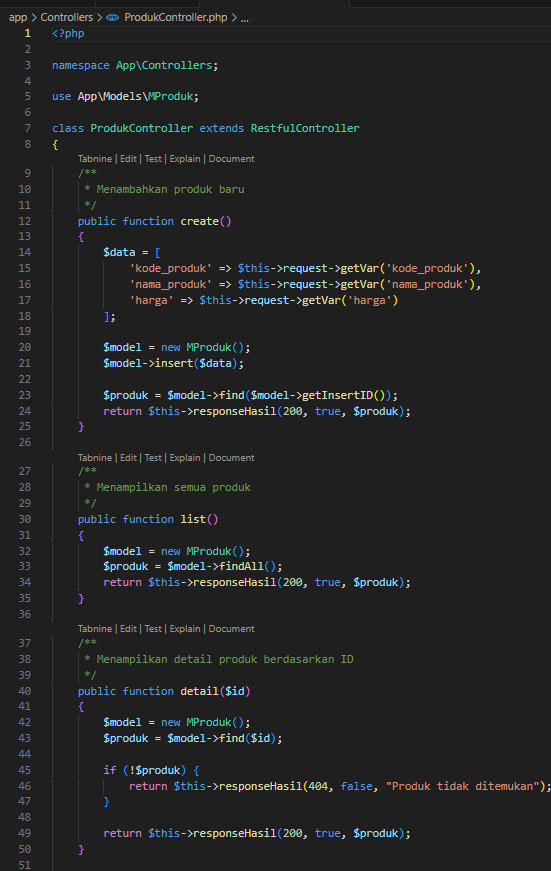 app > Controllers > ProdukController.php > ...
1 <?php
2
3 namespace App\Controllers;
4
5 use App\Models\MProduk;
6
7 class ProdukController extends RestfulController
8 {
Tabnine | Edit | Test | Explain | Document
9     /**
10      * Menambahkan produk baru
11      */
12     public function create()
13     {
14         $data = [
15             'kode_produk' => $this->request->getVar('kode_produk'),
16             'nama_produk' => $this->request->getVar('nama_produk'),
17             'harga' => $this->request->getVar('harga')
18         ];
19
20         $model = new MProduk();
21         $model->insert($data);
22
23         $produk = $model->find($model->getInsertID());
24         return $this->responseHasil(200, true, $produk);
25     }
26
Tabnine | Edit | Test | Explain | Document
27     /**
28      * Menampilkan semua produk
29      */
30     public function list()
31     {
32         $model = new MProduk();
33         $produk = $model->findAll();
34         return $this->responseHasil(200, true, $produk);
35     }
36
Tabnine | Edit | Test | Explain | Document
37     /**
38      * Menampilkan detail produk berdasarkan ID
39      */
40     public function detail($id)
41     {
42         $model = new MProduk();
43         $produk = $model->find($id);
44
45         if (!$produk) {
46             return $this->responseHasil(404, false, "Produk tidak ditemukan");
47         }
48
49         return $this->responseHasil(200, true, $produk);
50     }
51